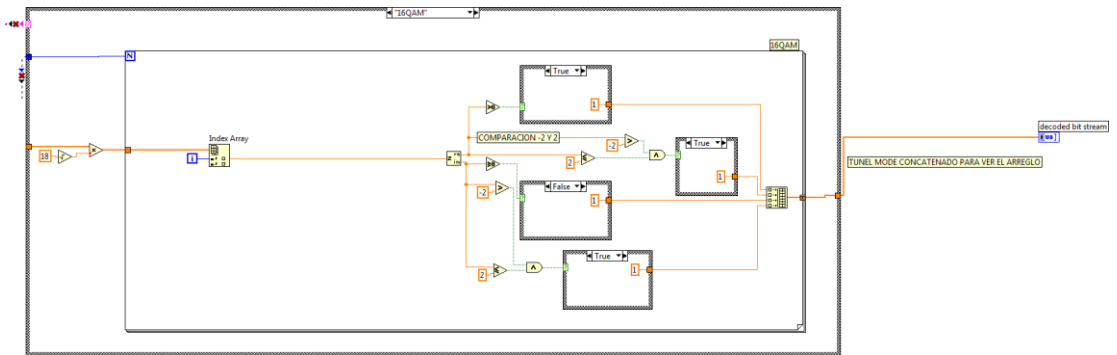 "16QAM"
16QAM
N
True
1
Index Array
COMPARACION -2 Y 2
-2
2
True
1
decoded bit stream
TUNEL MODE CONCATENADO PARA VER EL ARREGLO
18
i
-2
False
1
2
True
1